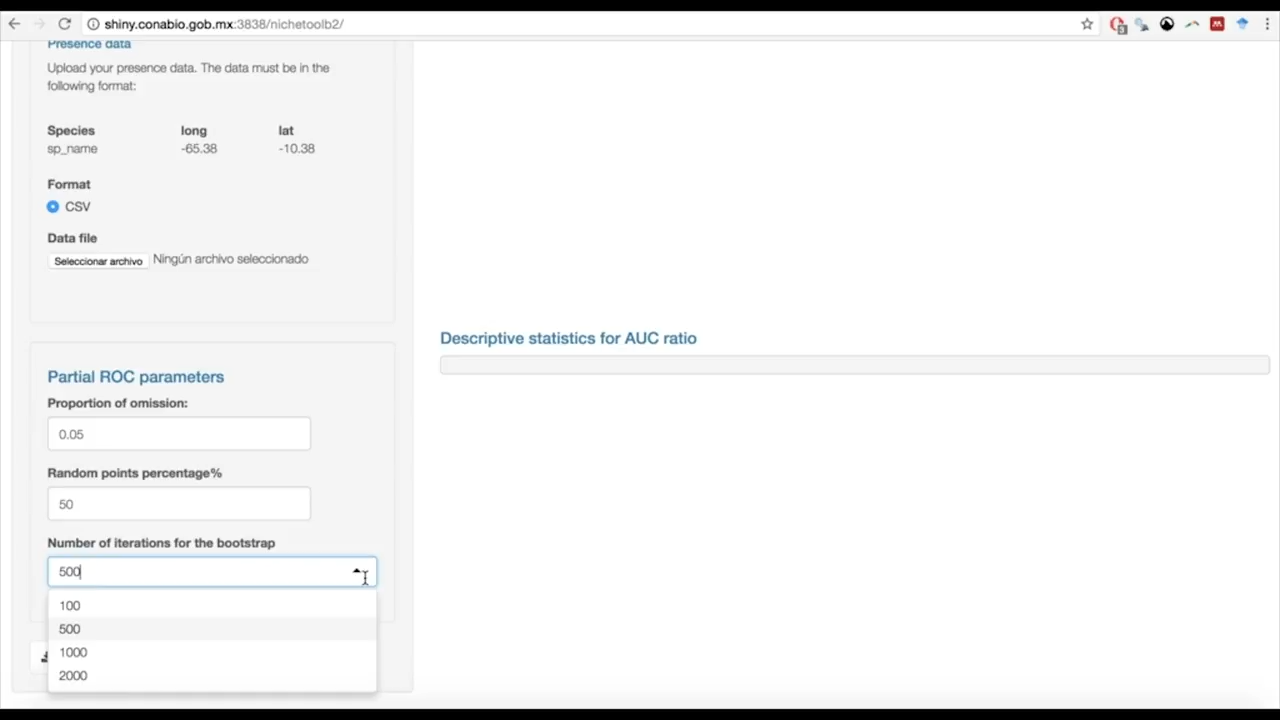 shiny.conabio.gob.mx:3838/nichetoolb2/
Presence data
Upload your presence data. The data must be in the
following format:
Species long lat
sp_name -65.38 -10.38
Format
CSV
Data file
Seleccionar archivo Ningún archivo seleccionado
Descriptive statistics for AUC ratio
Partial ROC parameters
Proportion of omission:
0.05
Random points percentage%
50
Number of iterations for the bootstrap
500
100
500
1000
2000